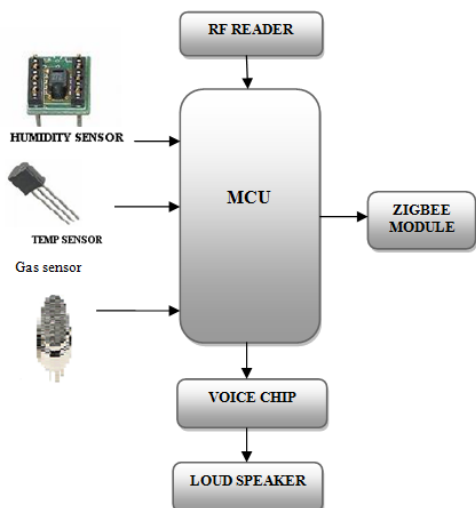 RF READER
HUMIDITY SENSOR
MCU
TEMP SENSOR
ZIGBEE
MODULE
Gas sensor
VOICE CHIP
LOUD SPEAKER